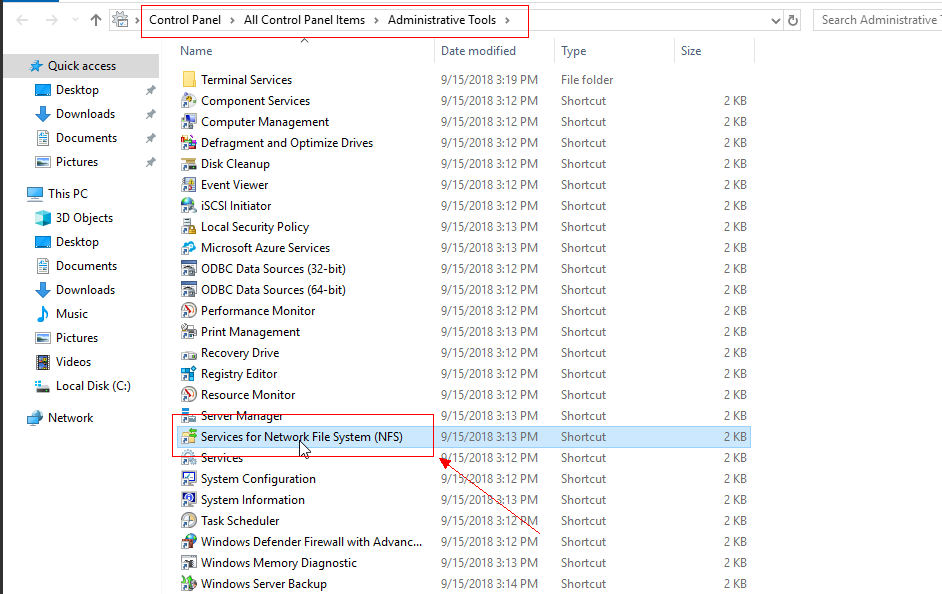 Control Panel > All Control Panel Items > Administrative Tools >
Search Administrative T
Name Date modified Type Size
Quick access
Desktop
Downloads
Documents
Pictures
This PC
3D Objects
Desktop
Documents
Downloads
Music
Pictures
Videos
Local Disk (C:)
Network
Terminal Services 9/15/2018 3:19 PM File folder
Component Services 9/15/2018 3:12 PM Shortcut 2 KB
Computer Management 9/15/2018 3:12 PM Shortcut 2 KB
Defragment and Optimize Drives 9/15/2018 3:12 PM Shortcut 2 KB
Disk Cleanup 9/15/2018 3:12 PM Shortcut 2 KB
Event Viewer 9/15/2018 3:12 PM Shortcut 2 KB
iSCSI Initiator 9/15/2018 3:12 PM Shortcut 2 KB
Local Security Policy 9/15/2018 3:13 PM Shortcut 2 KB
Microsoft Azure Services 9/15/2018 3:13 PM Shortcut 2 KB
ODBC Data Sources (32-bit) 9/15/2018 3:12 PM Shortcut 2 KB
ODBC Data Sources (64-bit) 9/15/2018 3:12 PM Shortcut 2 KB
Performance Monitor 9/15/2018 3:12 PM Shortcut 2 KB
Print Management 9/15/2018 3:13 PM Shortcut 2 KB
Recovery Drive 9/15/2018 3:12 PM Shortcut 2 KB
Registry Editor 9/15/2018 3:12 PM Shortcut 2 KB
Resource Monitor 9/15/2018 3:12 PM Shortcut 2 KB
Server Manager 9/15/2018 3:13 PM Shortcut 2 KB
Services for Network File System (NFS) 9/15/2018 3:13 PM Shortcut 2 KB
Services 9/15/2018 3:12 PM Shortcut 2 KB
System Configuration 9/15/2018 3:12 PM Shortcut 2 KB
System Information 9/15/2018 3:13 PM Shortcut 2 KB
Task Scheduler 9/15/2018 3:12 PM Shortcut 2 KB
Windows Defender Firewall with Advanc... 9/15/2018 3:12 PM Shortcut 2 KB
Windows Memory Diagnostic 9/15/2018 3:13 PM Shortcut 2 KB
Windows Server Backup 9/15/2018 3:14 PM Shortcut 2 KB